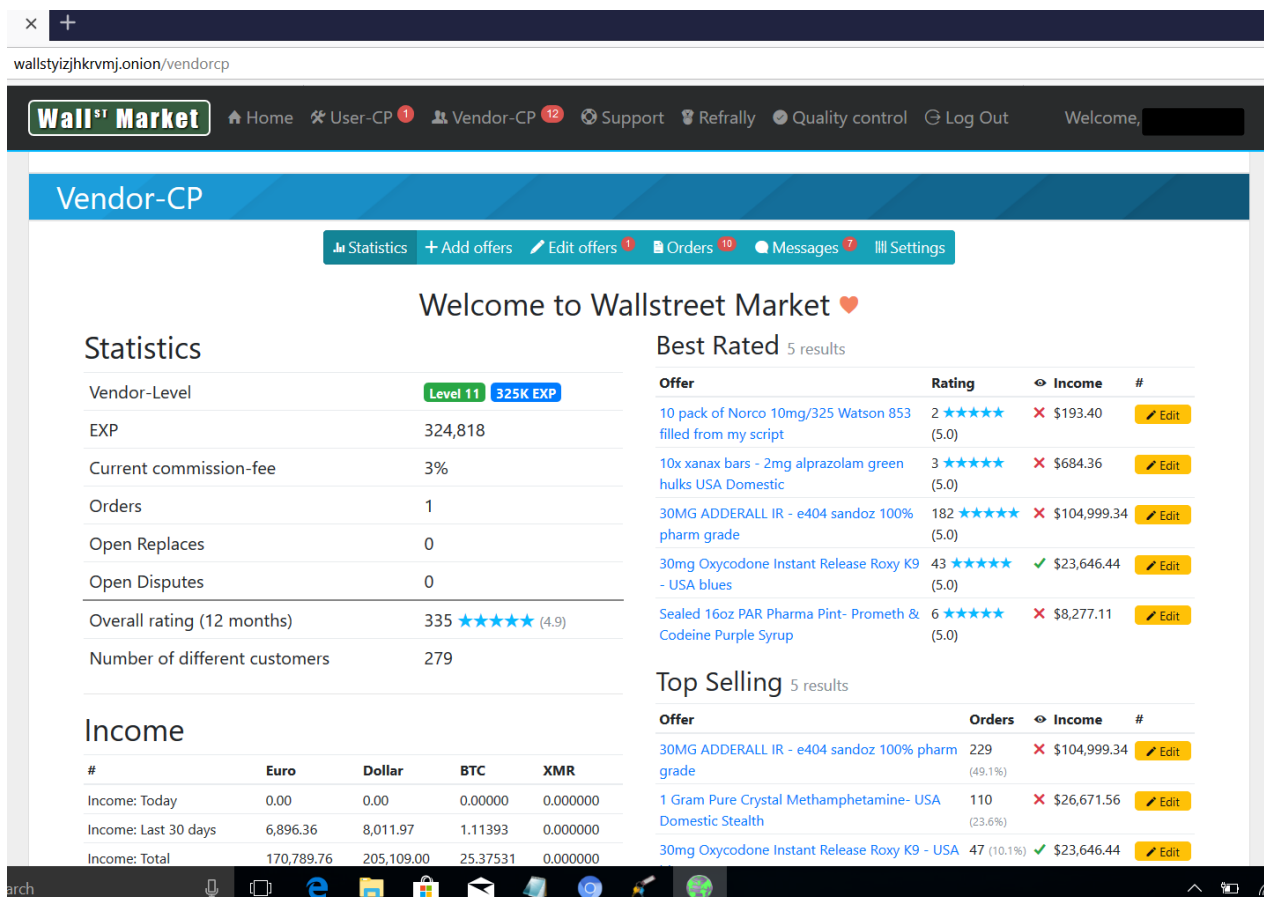 wallstyizjhkrvmj.onion/vendorcp
Wall ST Market Home User-CP 1 Vendor-CP 12 Support Refrally Quality control Log Out Welcome,
Vendor-CP
Statistics + Add offers Edit offers 1 Orders 10 Messages 7 Settings
Welcome to Wallstreet Market
Statistics
Vendor-Level Level 11 325K EXP
EXP 324,818
Current commission-fee 3%
Orders 1
Open Replaces 0
Open Disputes 0
Overall rating (12 months) 335 ★★★★★ (4.9)
Number of different customers 279
Income
# Euro Dollar BTC XMR
Income: Today 0.00 0.00 0.00000 0.000000
Income: Last 30 days 6,896.36 8,011.97 1.11393 0.000000
Income: Total 170,789.76 205,109.00 25.37531 0.000000
Best Rated 5 results
Offer Rating Income #
10 pack of Norco 10mg/325 Watson 853 2 ★★★★★ $193.40 Edit
filled from my script (5.0)
10x xanax bars - 2mg alprazolam green 3 ★★★★★ $684.36 Edit
hulks USA Domestic (5.0)
30MG ADDERALL IR - e404 sandoz 100% 182 ★★★★★ $104,999.34 Edit
pharm grade (5.0)
30mg Oxycodone Instant Release Roxy K9 43 ★★★★★ $23,646.44 Edit
- USA blues (5.0)
Sealed 16oz PAR Pharma Pint- Prometh & 6 ★★★★★ $8,277.11 Edit
Codeine Purple Syrup (5.0)
Top Selling 5 results
Offer Orders Income #
30MG ADDERALL IR - e404 sandoz 100% pharm 229 $104,999.34 Edit
grade (49.1%)
1 Gram Pure Crystal Methamphetamine- USA 110 $26,671.56 Edit
Domestic Stealth (23.6%)
30mg Oxycodone Instant Release Roxy K9 - USA 47 (10.1%) $23,646.44 Edit
arch